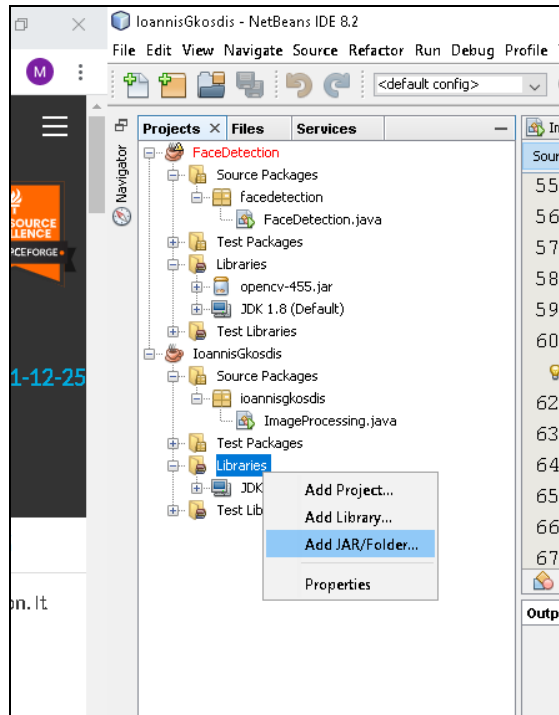 IoannisGkosdis - NetBeans IDE 8.2
File Edit View Navigate Source Refactor Run Debug Profile
M
<default config>
Projects × Files Services
Navigator
FaceDetection
Source Packages
facedetection
FaceDetection.java
Test Packages
Libraries
opencv-455.jar
JDK 1.8 (Default)
Test Libraries
IoannisGkosdis
Source Packages
ioannisgkosdis
ImageProcessing.java
Test Packages
Libraries
JDK
Test Lib
Add Project...
Add Library...
Add JAR/Folder...
Properties
Im
Sour
55
56
57
58
59
60
62
63
64
65
66
67
Outp
SOURCE
LLENCE
CEFORGE
1-12-25
on. It